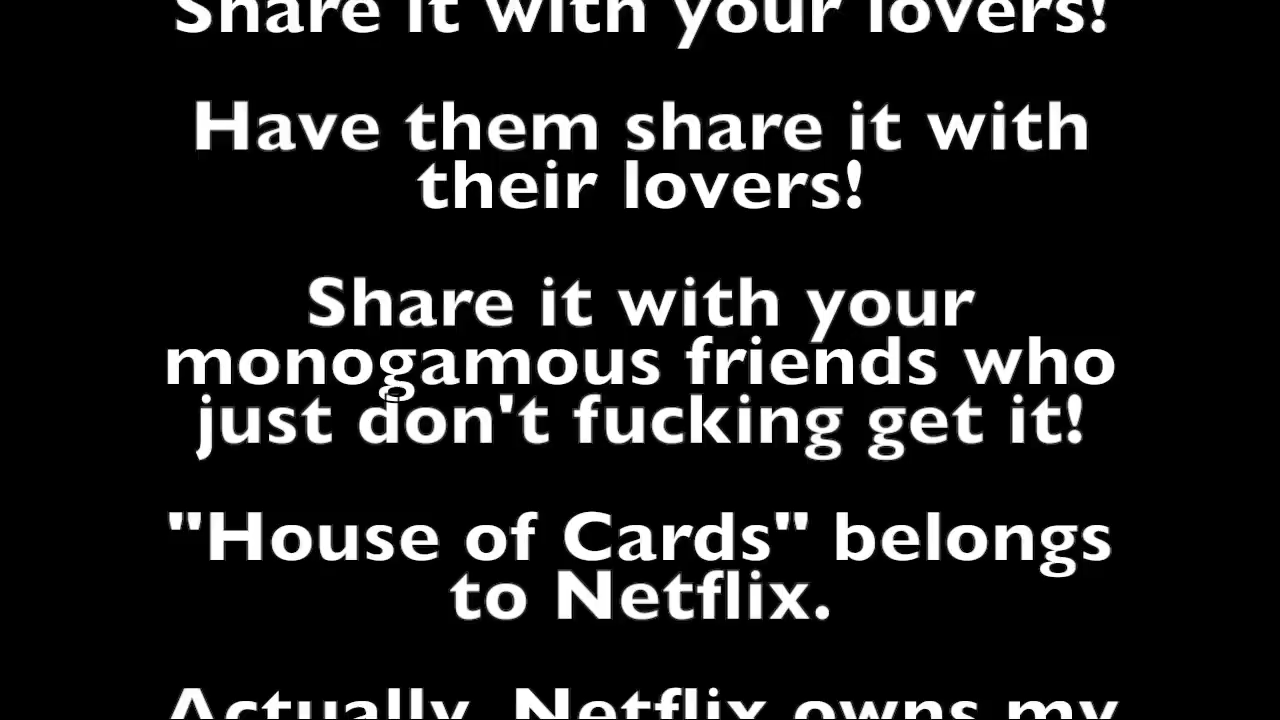 Share it with your lovers!
Have them share it with
their lovers!
Share it with your
monogamous friends who
just don't fucking get it!
"House of Cards" belongs
to Netflix.
Actually, Netflix owns my